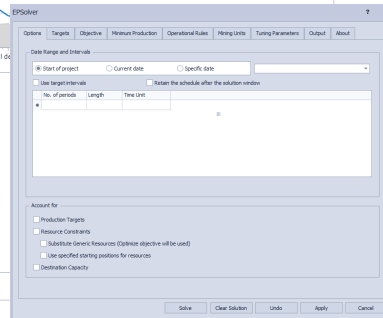 EPSolver ?
Options Targets Objective Minimum Production Operational Rules Mining Units Tuning Parameters Output About
l de
Date Range and Intervals
Start of project Current date Specific date
Use target intervals Retain the schedule after the solution window
No. of periods Length Time Unit
Account for
Production Targets
Resource Constraints
Substitute Generic Resources (Optimize objective will be used)
Use specified starting positions for resources
Destination Capacity
Solve Clear Solution Undo Apply Cancel